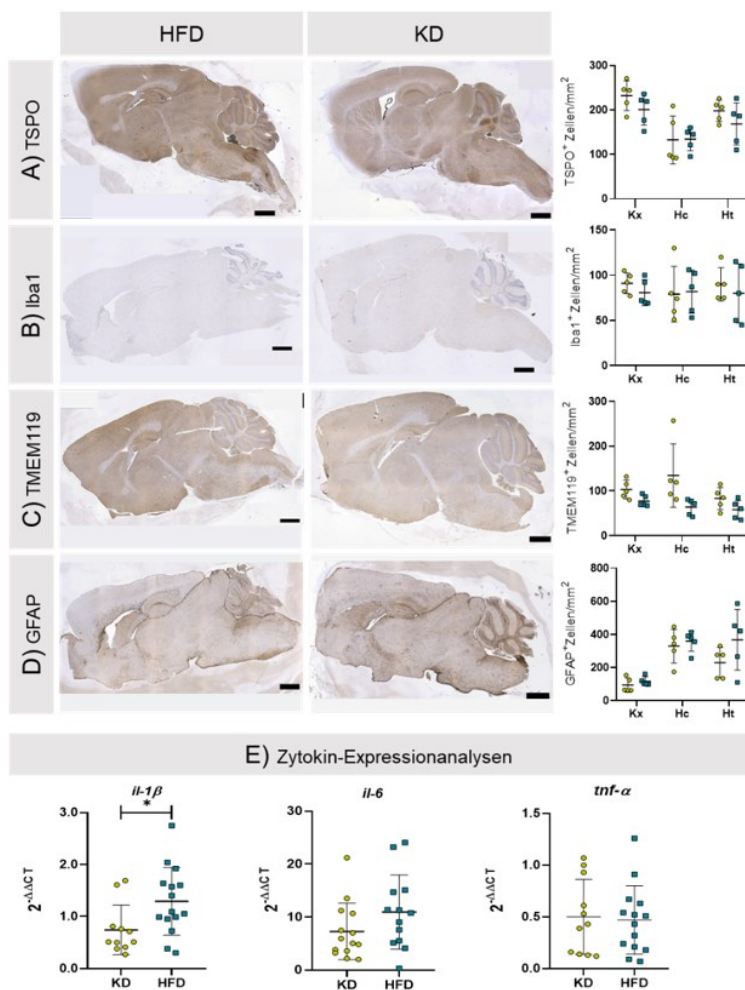 HFD
KD
A) TSPO
TSPO+ Zellen/mm²
300
200
100
0
Kx Hc Ht
B) Iba1
Iba1+ Zellen/mm²
150
100
50
0
Kx Hc Ht
C) TMEM119
TMEM119+ Zellen/mm²
300
200
100
0
Kx Hc Ht
D) GFAP
GFAP+Zellen/mm²
800
600
400
200
0
Kx Hc Ht
E) Zytokin-Expressionanalysen
il-1β
*
2-ΔΔCT
3.0
2.0
1.0
0.0
KD HFD
il-6
2-ΔΔCT
30
20
10
0
KD HFD
tnf-α
2-ΔΔCT
1.5
1.0
0.5
0.0
KD HFD